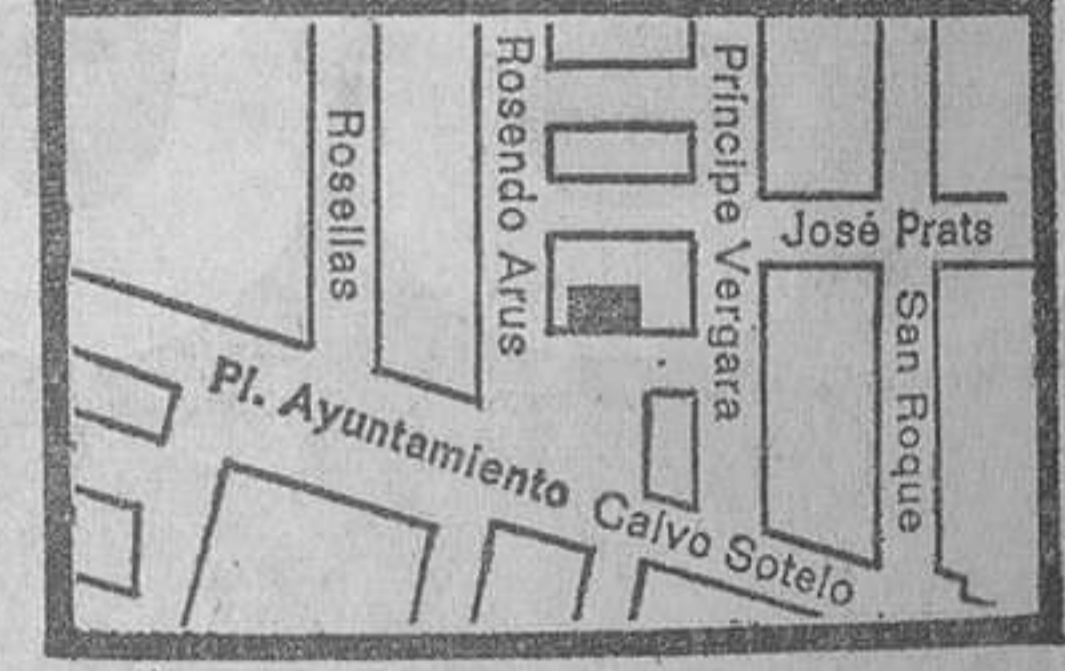 Rosellas
Rosendo Arus
Príncipe Vergara
José Prats
San Roque
Pl. Ayuntamiento
Calvo Sotelo